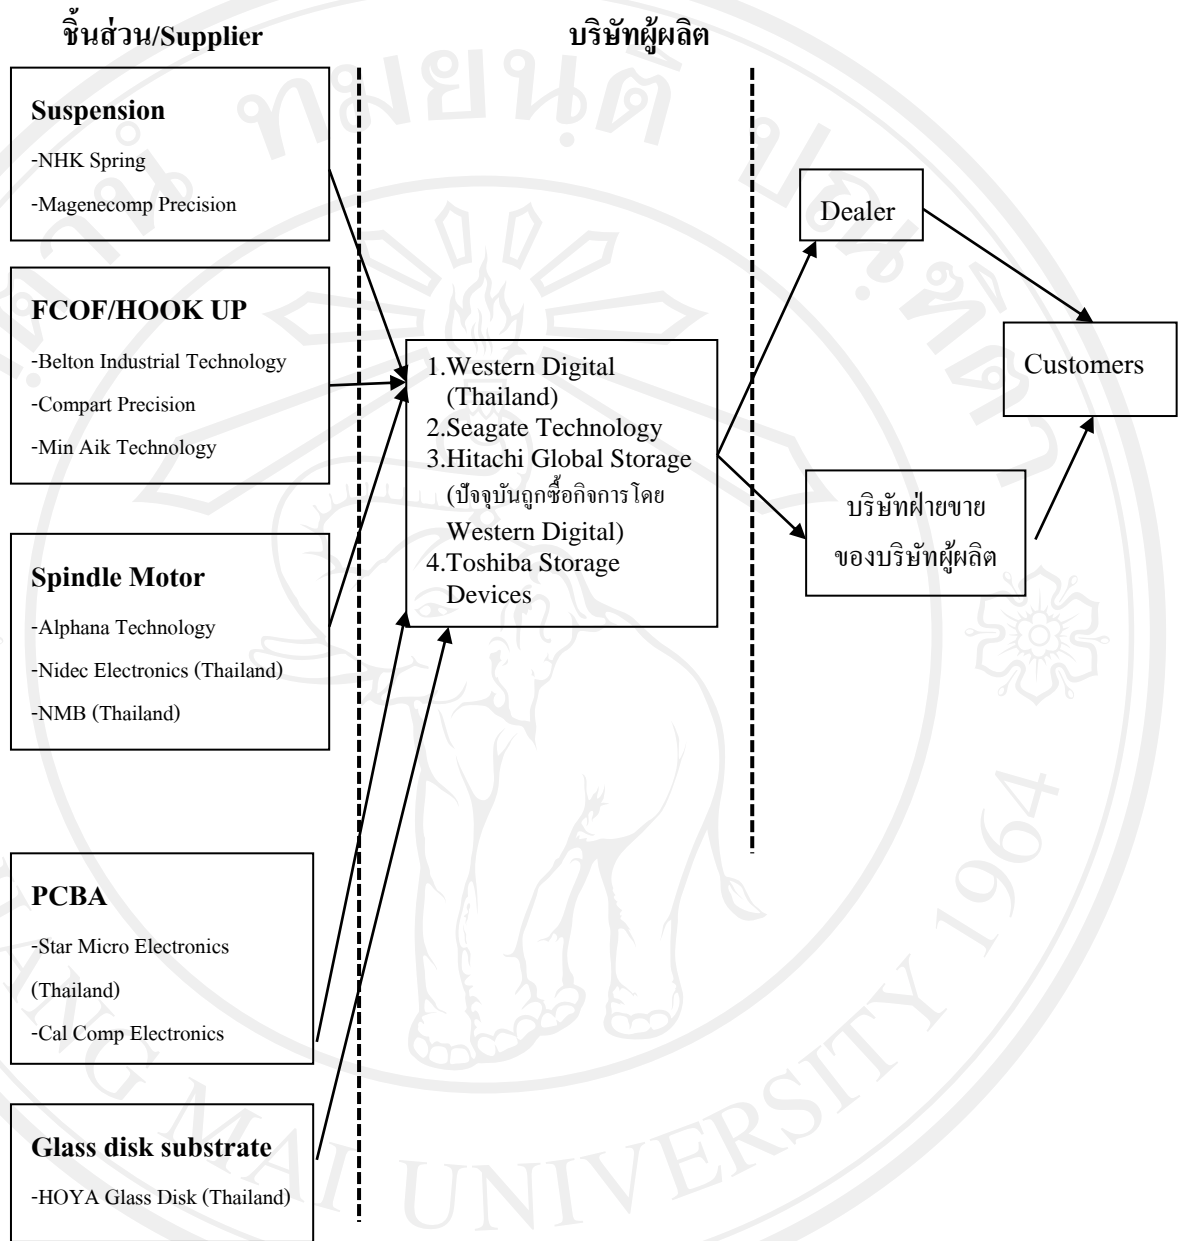 ชิ้นส่วน/Supplier
บริษัทผู้ผลิต
Suspension
-NHK Spring
-Magenecomp Precision
FCOF/HOOK UP
-Belton Industrial Technology
-Compart Precision
-Min Aik Technology
Spindle Motor
-Alphana Technology
-Nidec Electronics (Thailand)
-NMB (Thailand)
PCBA
-Star Micro Electronics
(Thailand)
-Cal Comp Electronics
Glass disk substrate
-HOYA Glass Disk (Thailand)
1.Western Digital
(Thailand)
2.Seagate Technology
3.Hitachi Global Storage
(ปัจจุบันถูกซื้อกิจการโดย
Western Digital)
4.Toshiba Storage
Devices
Dealer
บริษัทฝ่ายขาย
ของบริษัทผู้ผลิต
Customers
ANG MAI UNIVERSITY 1964